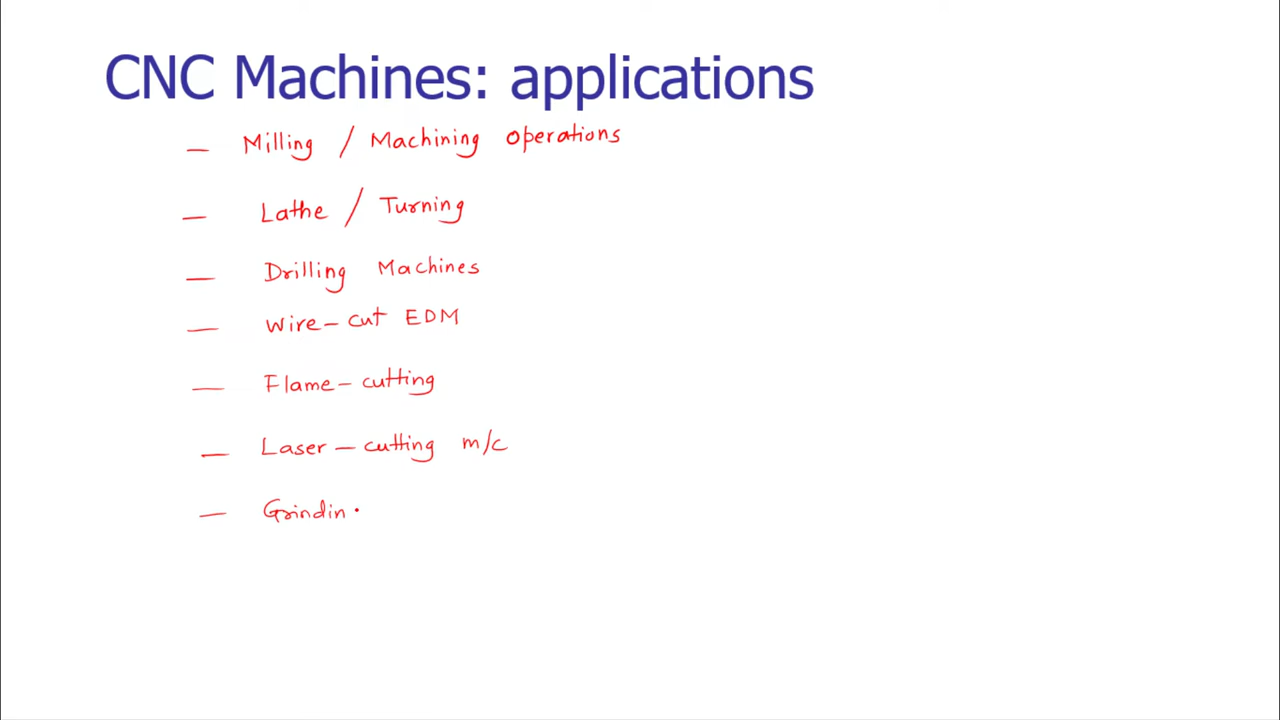 CNC Machines: applications
— Milling / Machining operations
— Lathe / Turning
— Drilling Machines
— Wire-cut EDM
— Flame-cutting
— Laser-cutting m/c
— Grindin